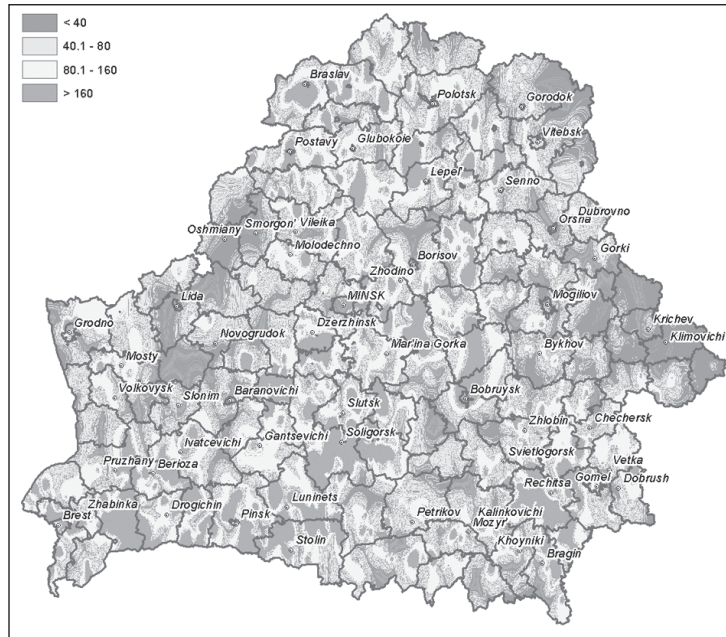 < 40
40.1 - 80
80.1 - 160
> 160
Braslav
Polotsk
Gorodok
Vitebsk
Postavy
Glubokoie
Lepel'
Senno
Dubrovno
Orsha
Smorgon'
Vileika
Oshmiany
Gorki
Molodechno
Borisov
Zhodino
Lida
MINSK
Mogiliov
Grodno
Krichev
Novogrudok
Dzerzhinsk
Klimovichi
Mar'ina Gorka
Bykhov
Mosty
Volkovysk
Baranovichi
Slonim
Bobruysk
Slutsk
Zhlobin
Chechersk
Ivatcevichi
Gantsevichi
Soligorsk
Svietlogorsk
Pruzhany
Berioza
Vetka
Rechitsa
Gomel
Dobrush
Zhabinka
Luninets
Brest
Drogichin
Pinsk
Petrikov
Kalinkovichi
Mozyr'
Stolin
Khoyniki
Bragin